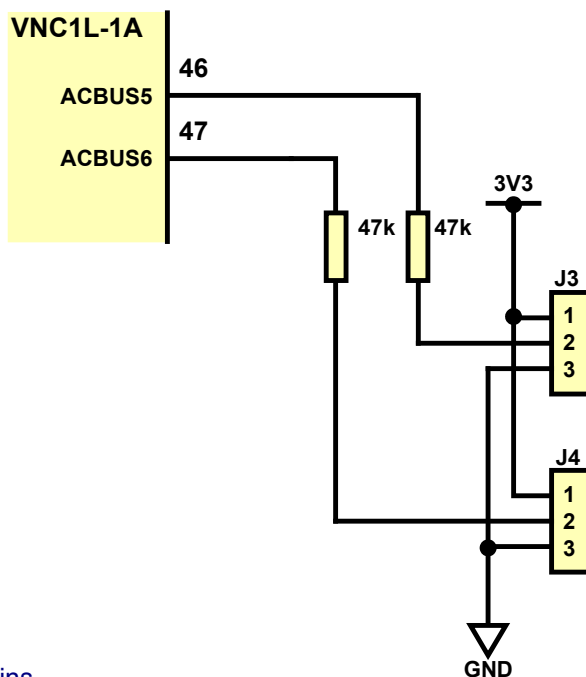 VNC1L-1A
46
ACBUS5
47
ACBUS6
3V3
47k 47k
J3
1
2
3
J4
1
2
3
GND